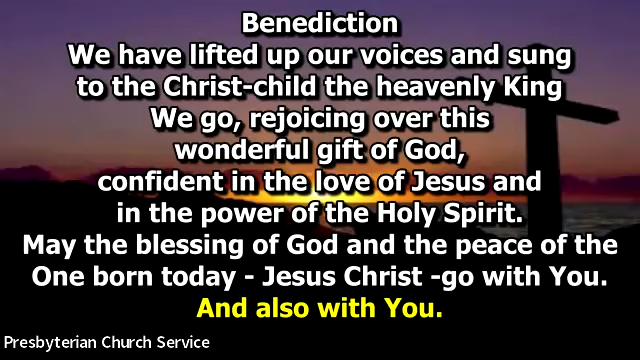 Benediction
We have lifted up our voices and sung
to the Christ-child the heavenly King
We go, rejoicing over this
wonderful gift of God,
confident in the love of Jesus and
in the power of the Holy Spirit.
May the blessing of God and the peace of the
One born today - Jesus Christ -go with You.
And also with You.
Presbyterian Church Service